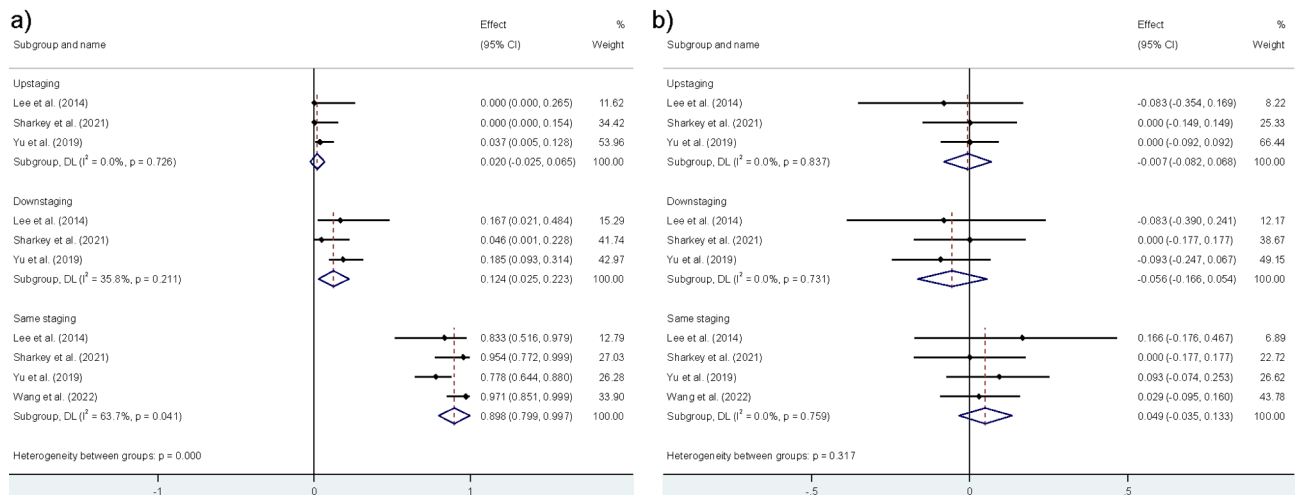 a)
Effect %
Subgroup and name (95% CI) Weight
Upstaging
Lee et al. (2014) 0.000 (0.000, 0.265) 11.62
Sharkey et al. (2021) 0.000 (0.000, 0.154) 34.42
Yu et al. (2019) 0.037 (0.005, 0.128) 53.96
Subgroup, DL (I² = 0.0%, p = 0.726) 0.020 (-0.025, 0.065) 100.00
Downstaging
Lee et al. (2014) 0.167 (0.021, 0.484) 15.29
Sharkey et al. (2021) 0.046 (0.001, 0.228) 41.74
Yu et al. (2019) 0.185 (0.093, 0.314) 42.97
Subgroup, DL (I² = 35.8%, p = 0.211) 0.124 (0.025, 0.223) 100.00
Same staging
Lee et al. (2014) 0.833 (0.516, 0.979) 12.79
Sharkey et al. (2021) 0.954 (0.772, 0.999) 27.03
Yu et al. (2019) 0.778 (0.644, 0.880) 26.28
Wang et al. (2022) 0.971 (0.851, 0.999) 33.90
Subgroup, DL (I² = 63.7%, p = 0.041) 0.898 (0.799, 0.997) 100.00
Heterogeneity between groups: p = 0.000
-1 0 1
b)
Effect %
Subgroup and name (95% CI) Weight
Upstaging
Lee et al. (2014) -0.083 (-0.354, 0.169) 8.22
Sharkey et al. (2021) 0.000 (-0.149, 0.149) 25.33
Yu et al. (2019) 0.000 (-0.092, 0.092) 66.44
Subgroup, DL (I² = 0.0%, p = 0.837) -0.007 (-0.082, 0.068) 100.00
Downstaging
Lee et al. (2014) -0.083 (-0.390, 0.241) 12.17
Sharkey et al. (2021) 0.000 (-0.177, 0.177) 38.67
Yu et al. (2019) -0.093 (-0.247, 0.067) 49.15
Subgroup, DL (I² = 0.0%, p = 0.731) -0.056 (-0.166, 0.054) 100.00
Same staging
Lee et al. (2014) 0.166 (-0.176, 0.467) 6.89
Sharkey et al. (2021) 0.000 (-0.177, 0.177) 22.72
Yu et al. (2019) 0.093 (-0.074, 0.253) 26.62
Wang et al. (2022) 0.029 (-0.095, 0.160) 43.78
Subgroup, DL (I² = 0.0%, p = 0.759) 0.049 (-0.035, 0.133) 100.00
Heterogeneity between groups: p = 0.317
-.5 0 .5